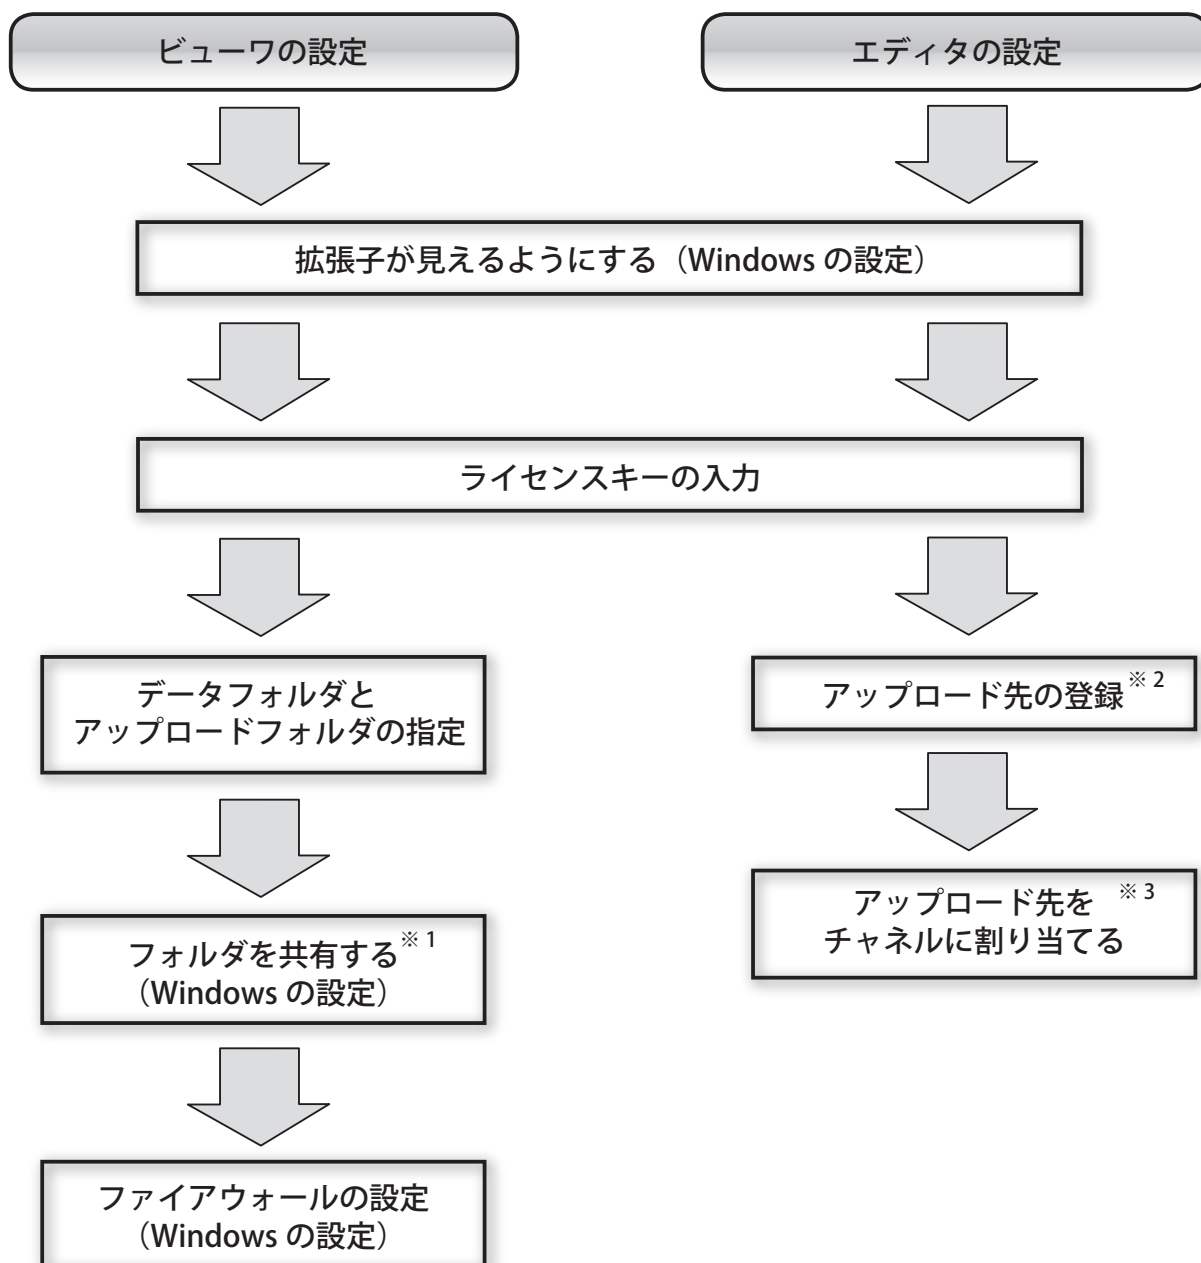 ビューワの設定
エディタの設定
拡張子が見えるようにする（Windows の設定）
ライセンスキーの入力
データフォルダと
アップロードフォルダの指定
アップロード先の登録※ 2
フォルダを共有する※ 1
（Windows の設定）
アップロード先を ※ 3
チャネルに割り当てる
ファイアウォールの設定
（Windows の設定）